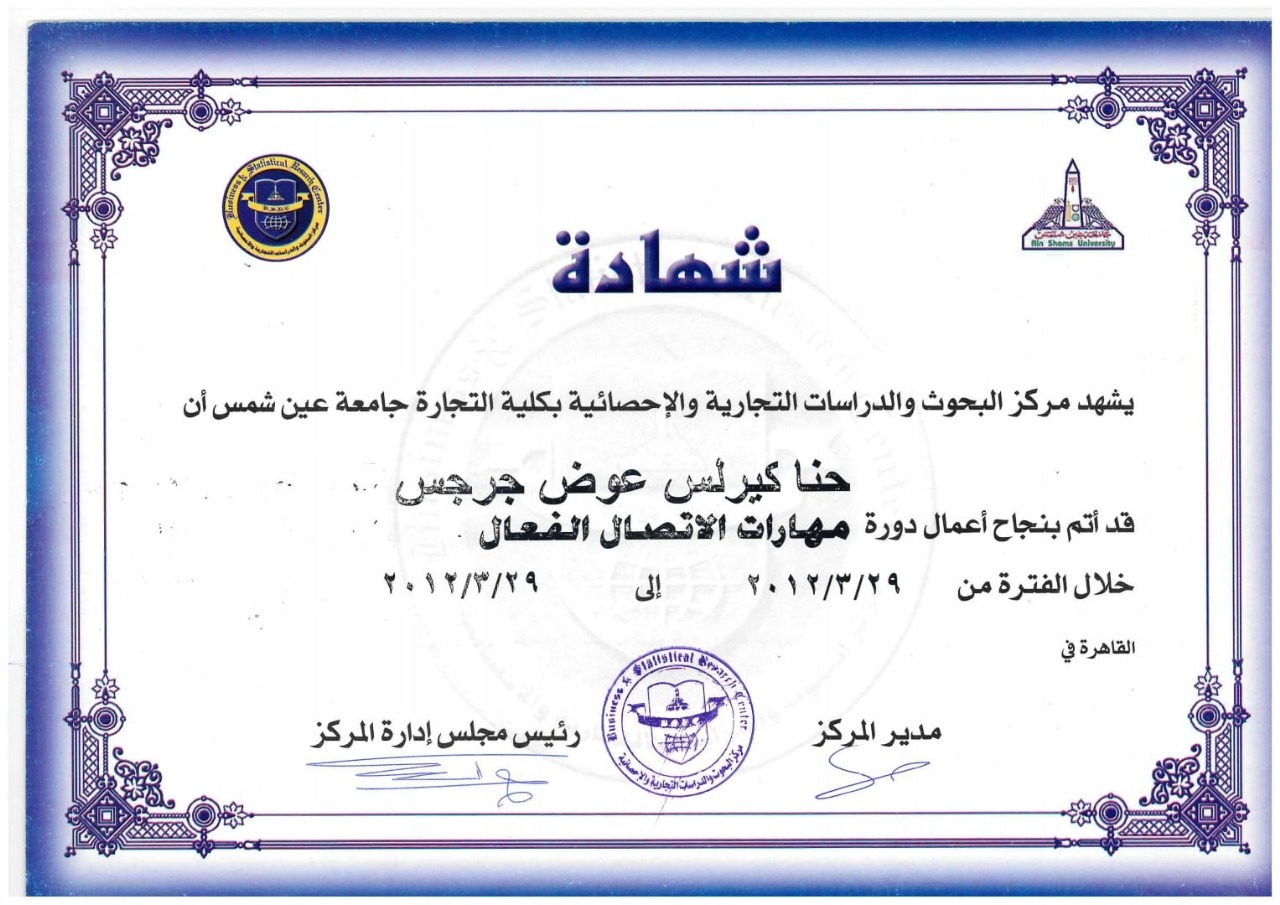 Business & Statistical Resarch Center
B.S.R.C
مركز البحوث والدراسات التجارية والإحصائية
جامعة عين شمس
Ain Shams University
شهادة
يشهد مركز البحوث والدراسات التجارية والإحصائية بكلية التجارة جامعة عين شمس أن
حنا كيرلس عوض جرجس
قد أتم بنجاح أعمال دورة مهارات الاتصال الفعال
خلال الفترة من ٢٠١٢/٣/٢٩ إلى ٢٠١٢/٣/٢٩
القاهرة في
مدير المركز
رئيس مجلس إدارة المركز
Business & Statistical Resarch Center
مركز البحوث والدراسات التجارية والإحصائية